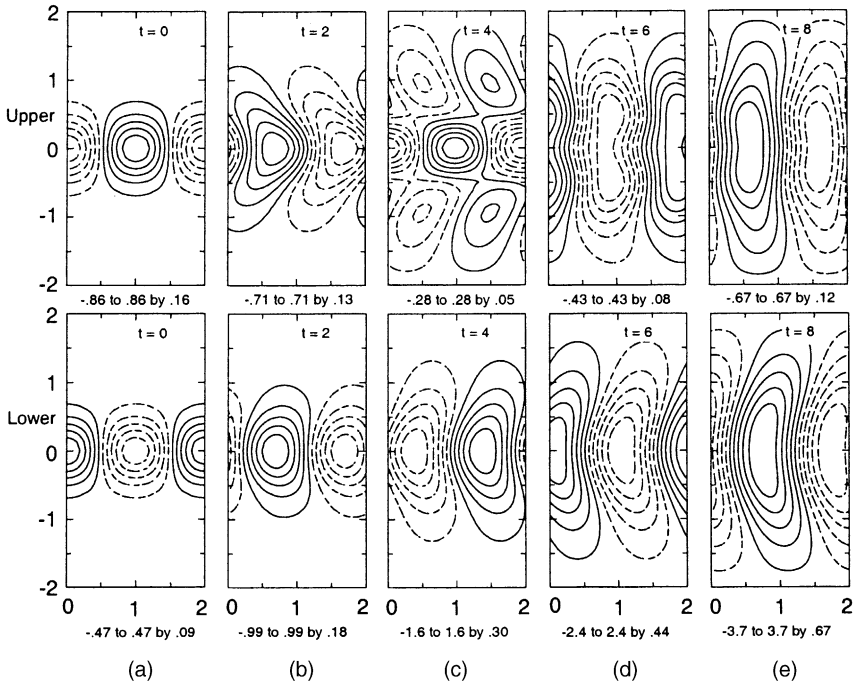 2
t = 0
t = 2
t = 4
t = 6
t = 8
1
Upper
0
-1
-2
-.86 to .86 by .16
-.71 to .71 by .13
-.28 to .28 by .05
-.43 to .43 by .08
-.67 to .67 by .12
2
t = 0
t = 2
t = 4
t = 6
t = 8
1
Lower
0
-1
-2
0 1 2
0 1 2
0 1 2
0 1 2
0 1 2
-.47 to .47 by .09
-.99 to .99 by .18
-1.6 to 1.6 by .30
-2.4 to 2.4 by .44
-3.7 to 3.7 by .67
(a)
(b)
(c)
(d)
(e)